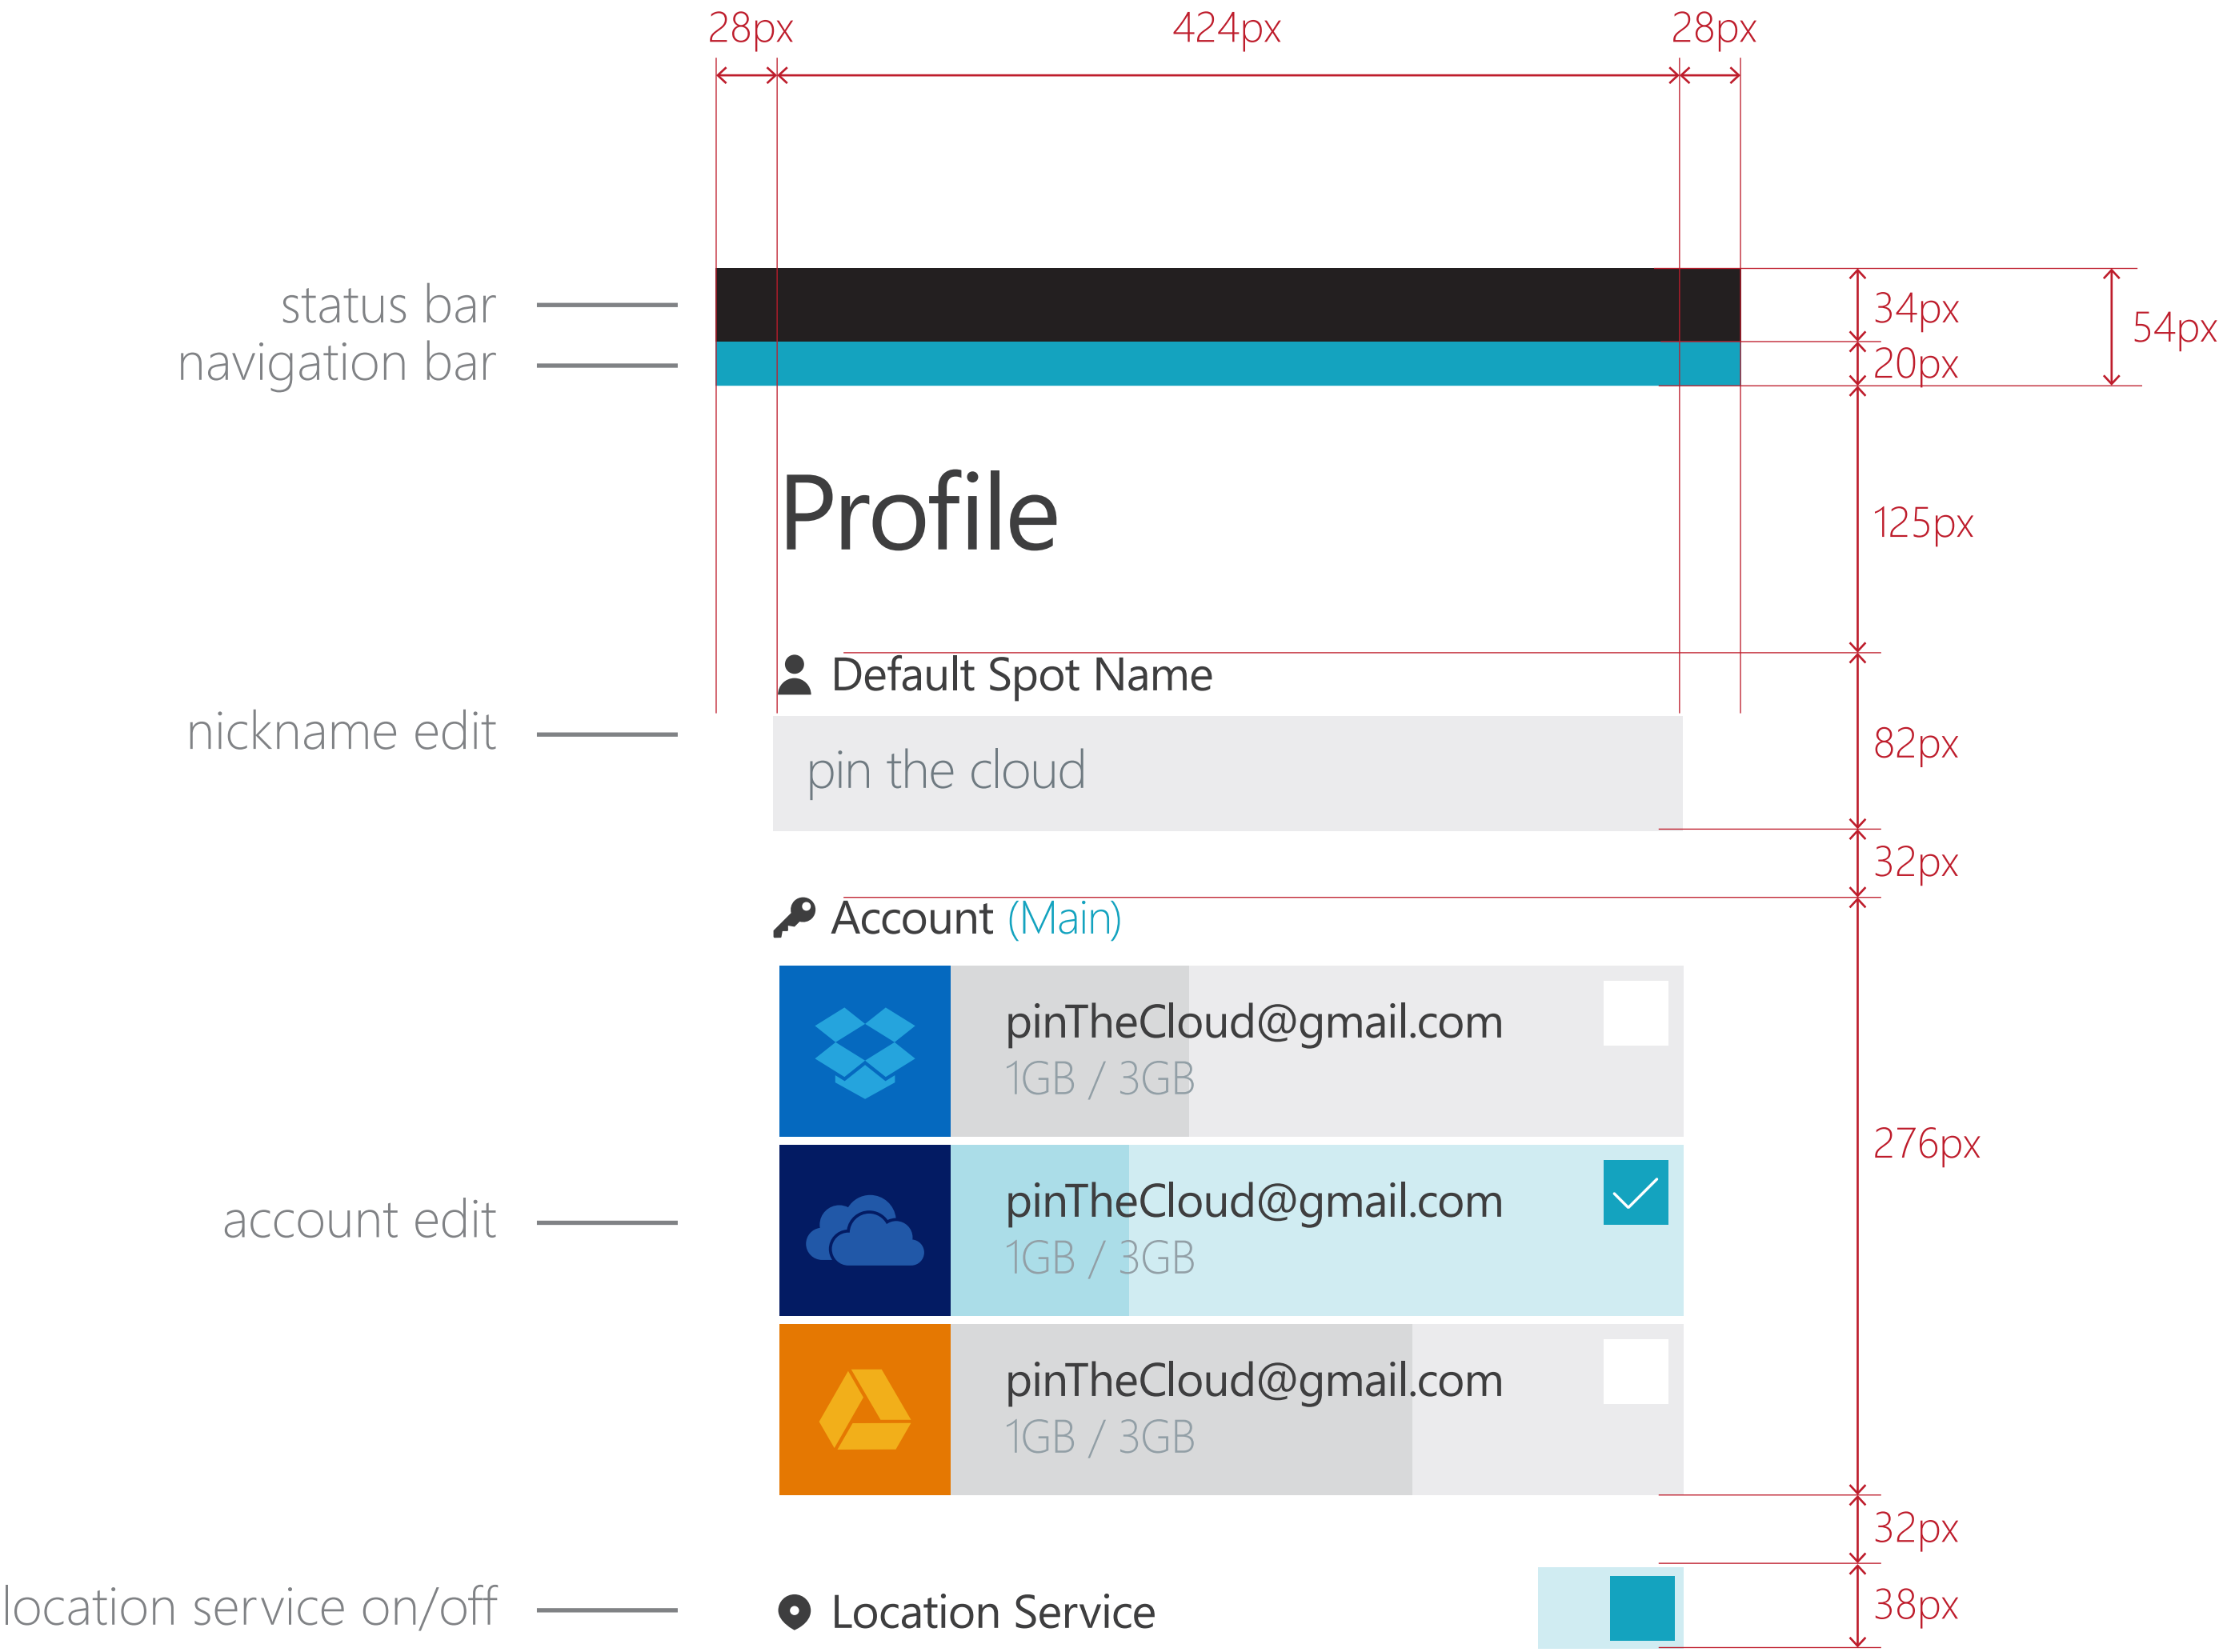 28px 424px 28px
status bar
34px
54px
navigation bar
20px
Profile
125px
Default Spot Name
nickname edit
pin the cloud
82px
32px
Account (Main)
pinTheCloud@gmail.com
1GB / 3GB
276px
account edit
pinTheCloud@gmail.com
1GB / 3GB
pinTheCloud@gmail.com
1GB / 3GB
32px
location service on/off
Location Service
38px